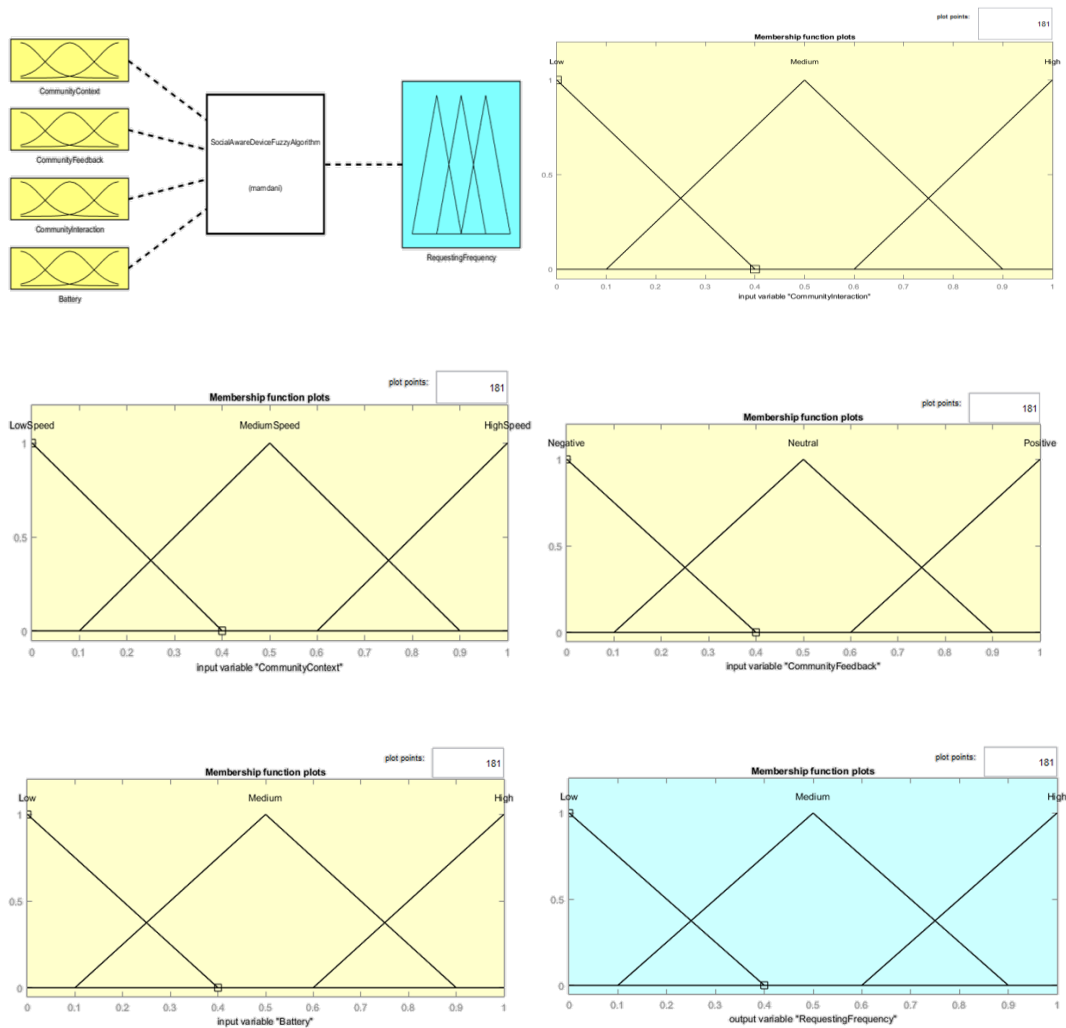 CommunityContext
CommunityFeedback
CommunityInteraction
Battery
SocialAwareDeviceFuzzyAlgorithm
(mamdani)
RequestingFrequency
plot points: 181
Membership function plots
Low Medium High
1
0.5
0
0 0.1 0.2 0.3 0.4 0.5 0.6 0.7 0.8 0.9 1
input variable "CommunityInteraction"
plot points: 181
Membership function plots
LowSpeed MediumSpeed HighSpeed
1
0.5
0
0 0.1 0.2 0.3 0.4 0.5 0.6 0.7 0.8 0.9 1
input variable "CommunityContext"
plot points: 181
Membership function plots
Negative Neutral Positive
1
0.5
0
0 0.1 0.2 0.3 0.4 0.5 0.6 0.7 0.8 0.9 1
input variable "CommunityFeedback"
plot points: 181
Membership function plots
Low Medium High
1
0.5
0
0 0.1 0.2 0.3 0.4 0.5 0.6 0.7 0.8 0.9 1
input variable "Battery"
plot points: 181
Membership function plots
Low Medium High
1
0.5
0
0 0.1 0.2 0.3 0.4 0.5 0.6 0.7 0.8 0.9 1
output variable "RequestingFrequency"